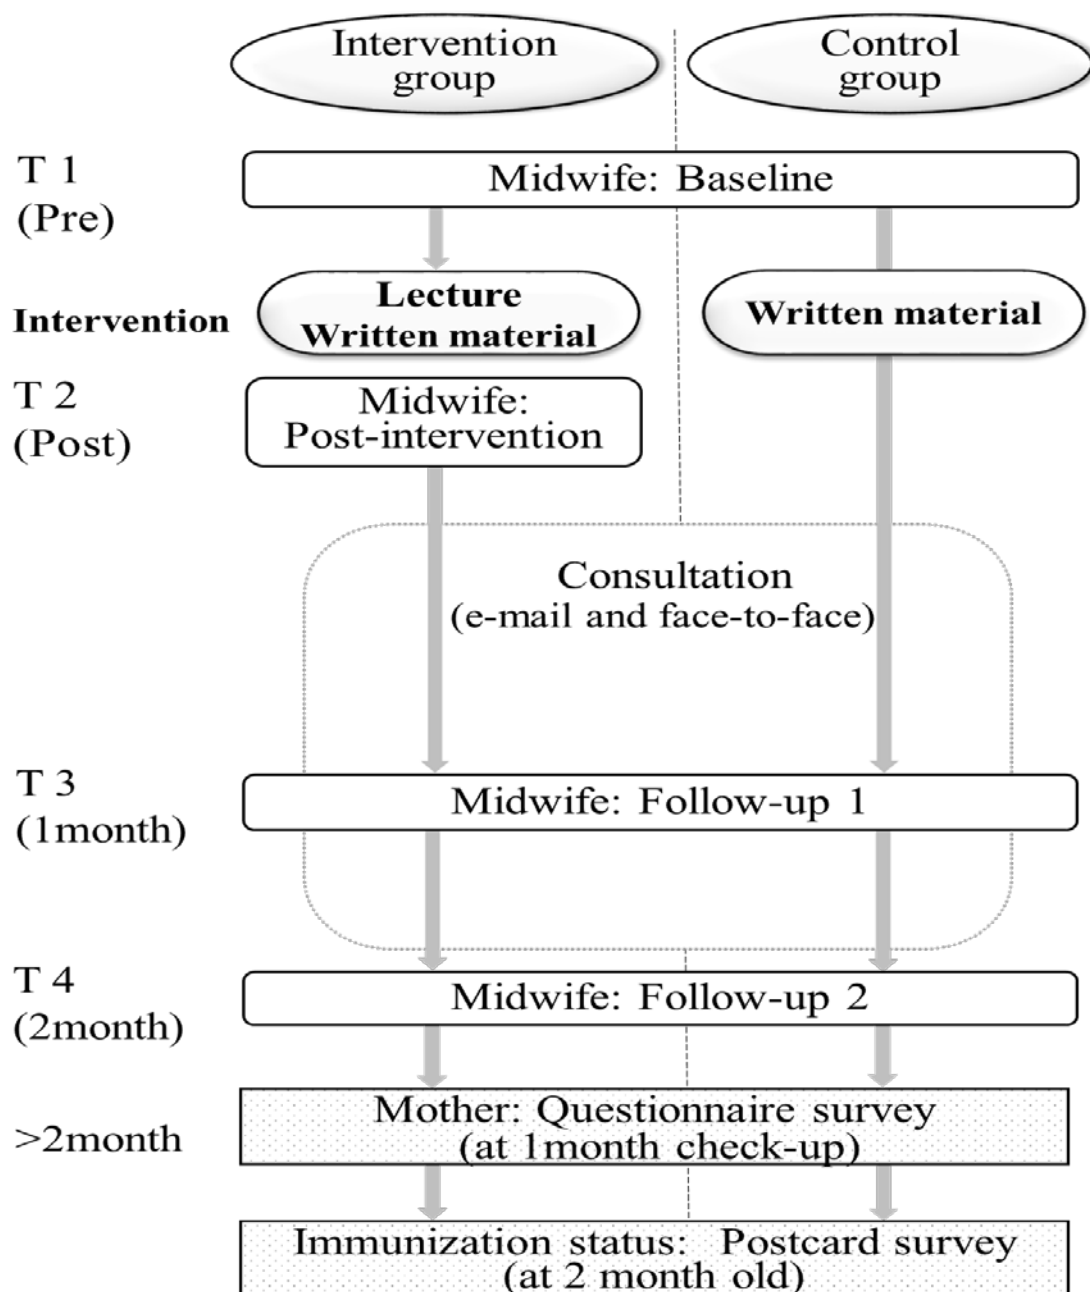 Intervention
group
Control
group
T 1
(Pre)
Midwife: Baseline
Intervention
Lecture
Written material
Written material
T 2
(Post)
Midwife:
Post-intervention
Consultation
(e-mail and face-to-face)
T 3
(1month)
Midwife: Follow-up 1
T 4
(2month)
Midwife: Follow-up 2
>2month
Mother: Questionnaire survey
(at 1month check-up)
Immunization status: Postcard survey
(at 2 month old)